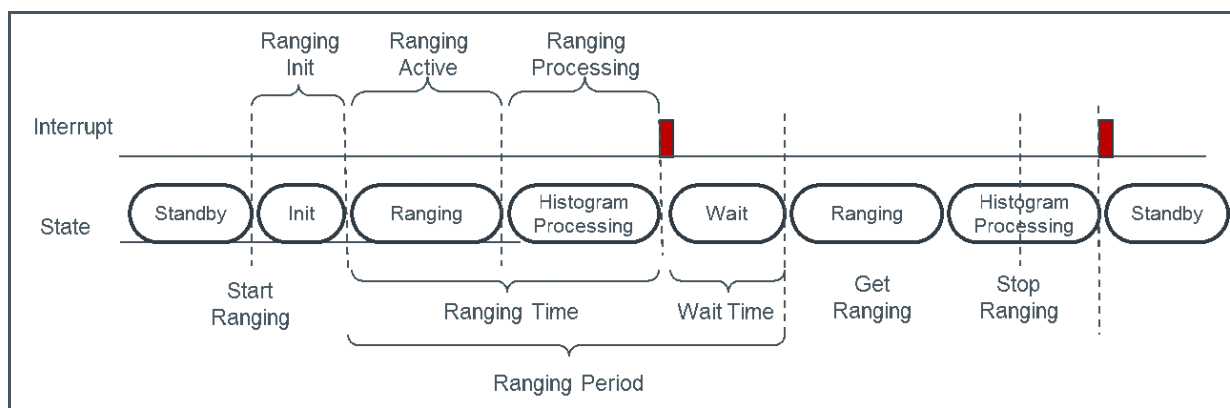 Ranging
Init
Ranging
Active
Ranging
Processing
Interrupt
State
Standby
Init
Ranging
Histogram
Processing
Wait
Ranging
Histogram
Processing
Standby
Start
Ranging
Ranging Time
Wait Time
Get
Ranging
Stop
Ranging
Ranging Period